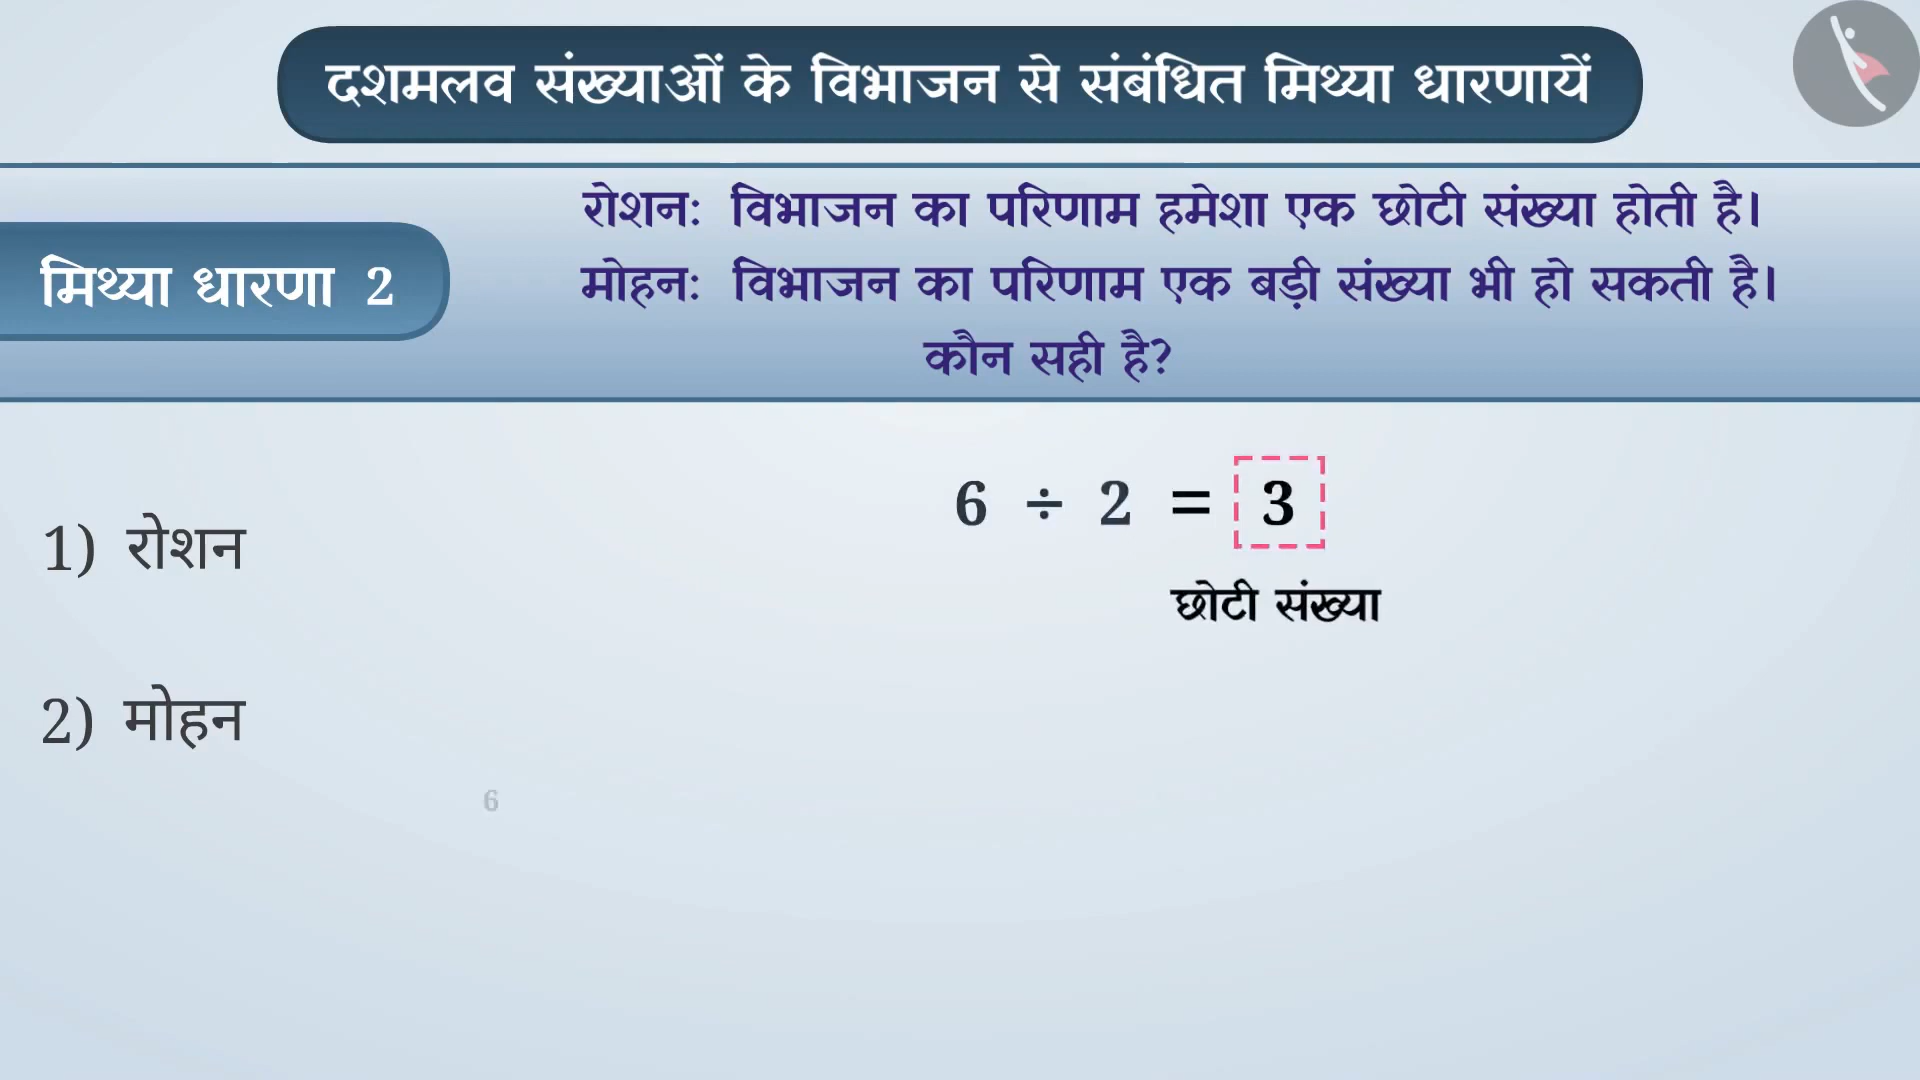 दशमलव संख्याओं के विभाजन से संबंधित मिथ्या धारणायें
मिथ्या धारणा 2
रोशन: विभाजन का परिणाम हमेशा एक छोटी संख्या होती है।
मोहन: विभाजन का परिणाम एक बड़ी संख्या भी हो सकती है।
कौन सही है?
6 ÷ 2 = 3
छोटी संख्या
1) रोशन
2) मोहन
6